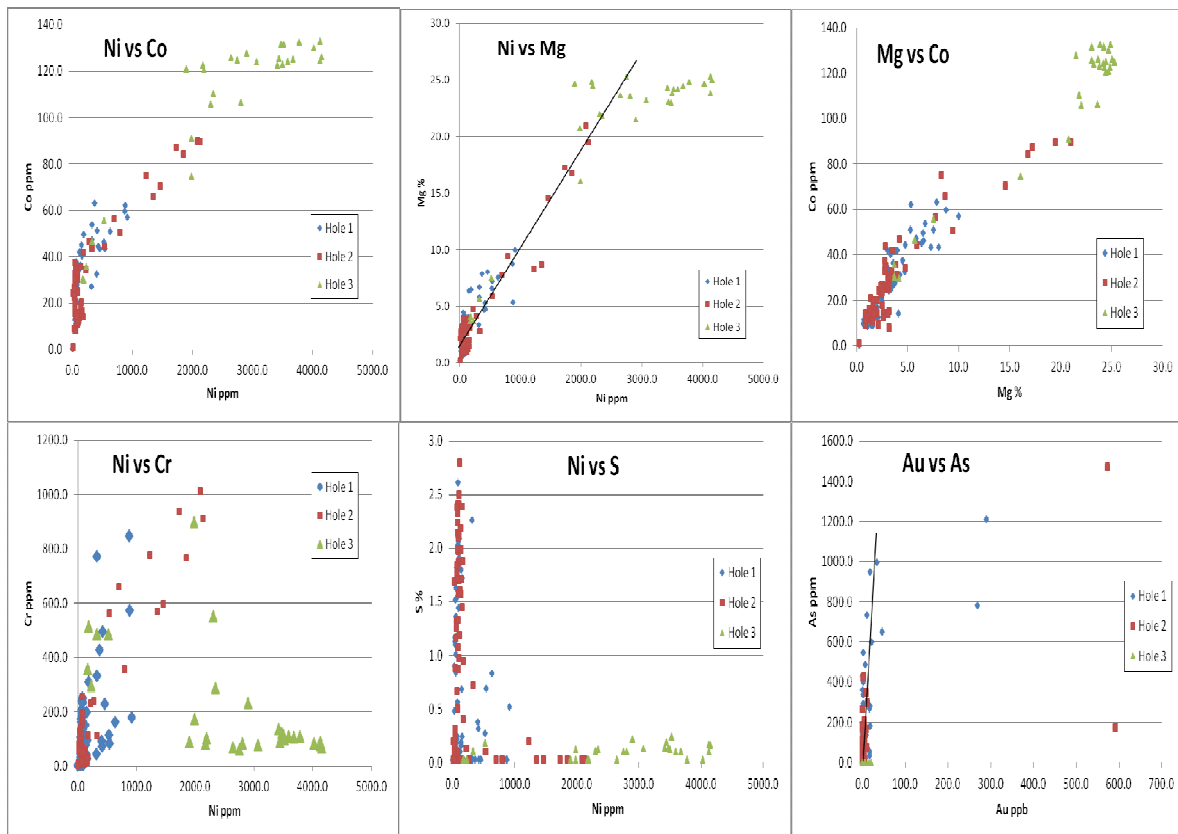 Ni vs Co
140.0
120.0
100.0
80.0
60.0
40.0
20.0
0.0
Co ppm
0.0 1000.0 2000.0 3000.0 4000.0 5000.0
Ni ppm
Hole 1
Hole 2
Hole 3
Ni vs Mg
30.0
25.0
20.0
15.0
10.0
5.0
0.0
Mg %
0.0 1000.0 2000.0 3000.0 4000.0 5000.0
Ni ppm
Hole 1
Hole 2
Hole 3
Mg vs Co
140.0
120.0
100.0
80.0
60.0
40.0
20.0
0.0
Co ppm
0.0 5.0 10.0 15.0 20.0 25.0 30.0
Mg %
Hole 1
Hole 2
Hole 3
Ni vs Cr
1200.0
1000.0
800.0
600.0
400.0
200.0
0.0
Cr ppm
0.0 1000.0 2000.0 3000.0 4000.0 5000.0
Ni ppm
Hole 1
Hole 2
Hole 3
Ni vs S
3.0
2.5
2.0
1.5
1.0
0.5
0.0
S %
0.0 1000.0 2000.0 3000.0 4000.0 5000.0
Ni ppm
Hole 1
Hole 2
Hole 3
Au vs As
1600.0
1400.0
1200.0
1000.0
800.0
600.0
400.0
200.0
0.0
As ppm
0.0 100.0 200.0 300.0 400.0 500.0 600.0 700.0
Au ppb
Hole 1
Hole 2
Hole 3